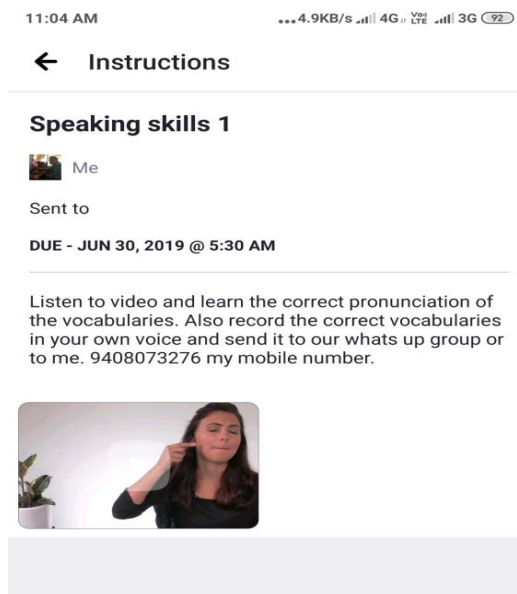 11:04 AM ...4.9KB/s 4G Vo) LTE 3G 92
Instructions
Speaking skills 1
Me
Sent to
DUE - JUN 30, 2019 @ 5:30 AM
Listen to video and learn the correct pronunciation of
the vocabularies. Also record the correct vocabularies
in your own voice and send it to our whats up group or
to me. 9408073276 my mobile number.